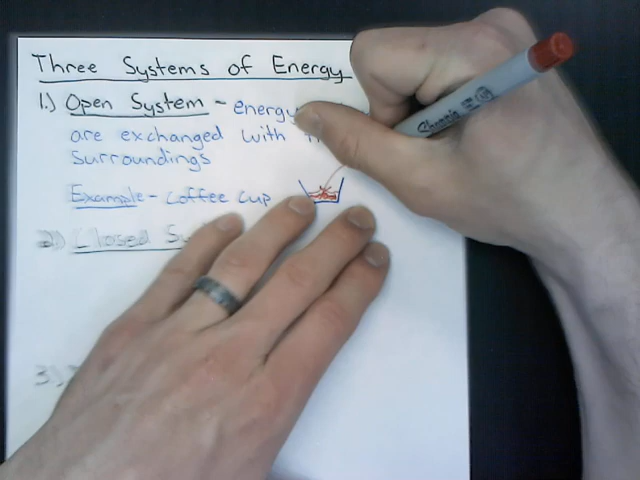 Three Systems of Energy
1.) Open System - energy
are exchanged with
surroundings
Example - coffee cup
2.) Closed
3.)